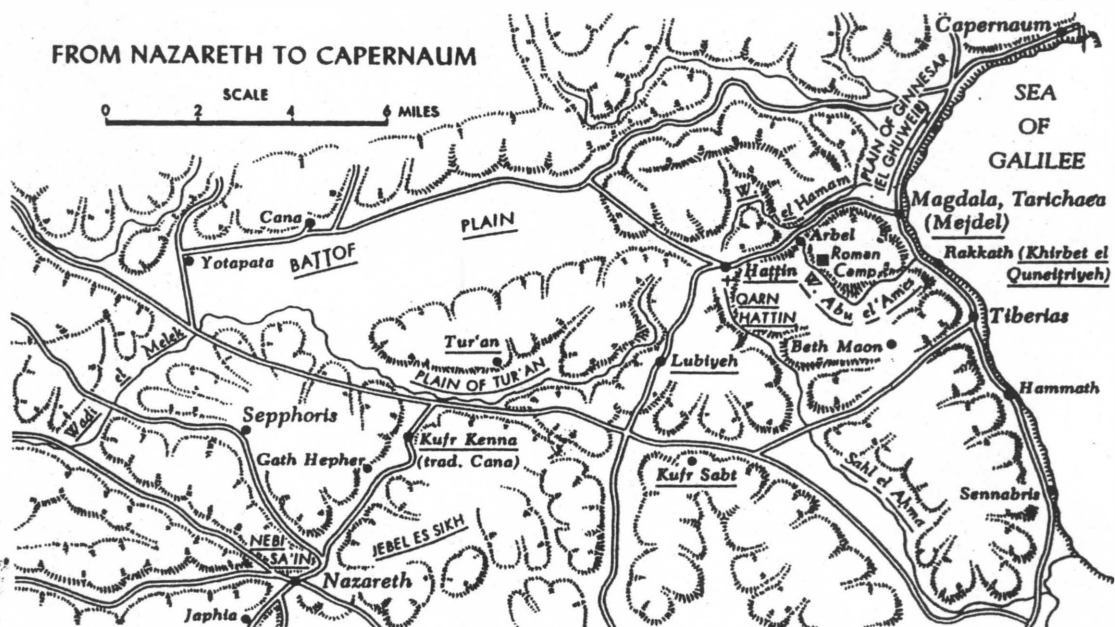 Capernaum
FROM NAZARETH TO CAPERNAUM
SCALE
0 2 4 6 MILES
SEA
OF
GALILEE
PLAIN OF GINNESAR
(EL GHUWEIR)
W. el Hamam
Magdala, Tarichaea
(Mejdel)
Cana
PLAIN
BATTOF
Yotapata
Arbel
Roman
Camp
Rakkath (Khirbet el
Quneitriyeh)
Hattin
W. Abu el 'Amis
QARN
HATTIN
Tiberias
Tur'an
Beth Maon
PLAIN OF TUR'AN
Lubiyeh
Wadi el Melek
Hammath
Sepphoris
Kufr Kenna
(trad. Cana)
Gath Hepher
Kufr Sabt
Sahl el Ahma
Sennabris
NEBI
SA'IN
JEBEL ES SIKH
Nazareth
Japhia